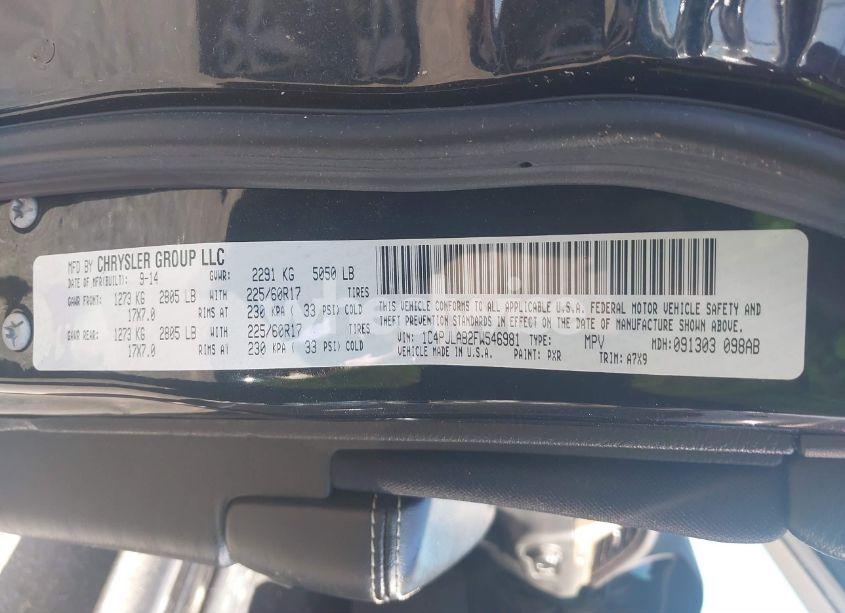 MFD BY CHRYSLER GROUP LLC
DATE OF MFR(BUILT): 9-14 GVWR: 2291 KG 5050 LB
GAWR FRONT: 1273 KG 2805 LB WITH 225/60R17 TIRES
17X7.0 RIMS AT 230 KPA ( 33 PSI) COLD
GAWR REAR: 1273 KG 2805 LB WITH 225/60R17 TIRES
17X7.0 RIMS AT 230 KPA ( 33 PSI) COLD
THIS VEHICLE CONFORMS TO ALL APPLICABLE U.S.A. FEDERAL MOTOR VEHICLE SAFETY AND
THEFT PREVENTION STANDARDS IN EFFECT ON THE DATE OF MANUFACTURE SHOWN ABOVE.
VIN: 1C4PJLAB2FW546981 TYPE: MPV MDH:091303 098AB
VEHICLE MADE IN U.S.A. PAINT: PXR TRIM: A7X9